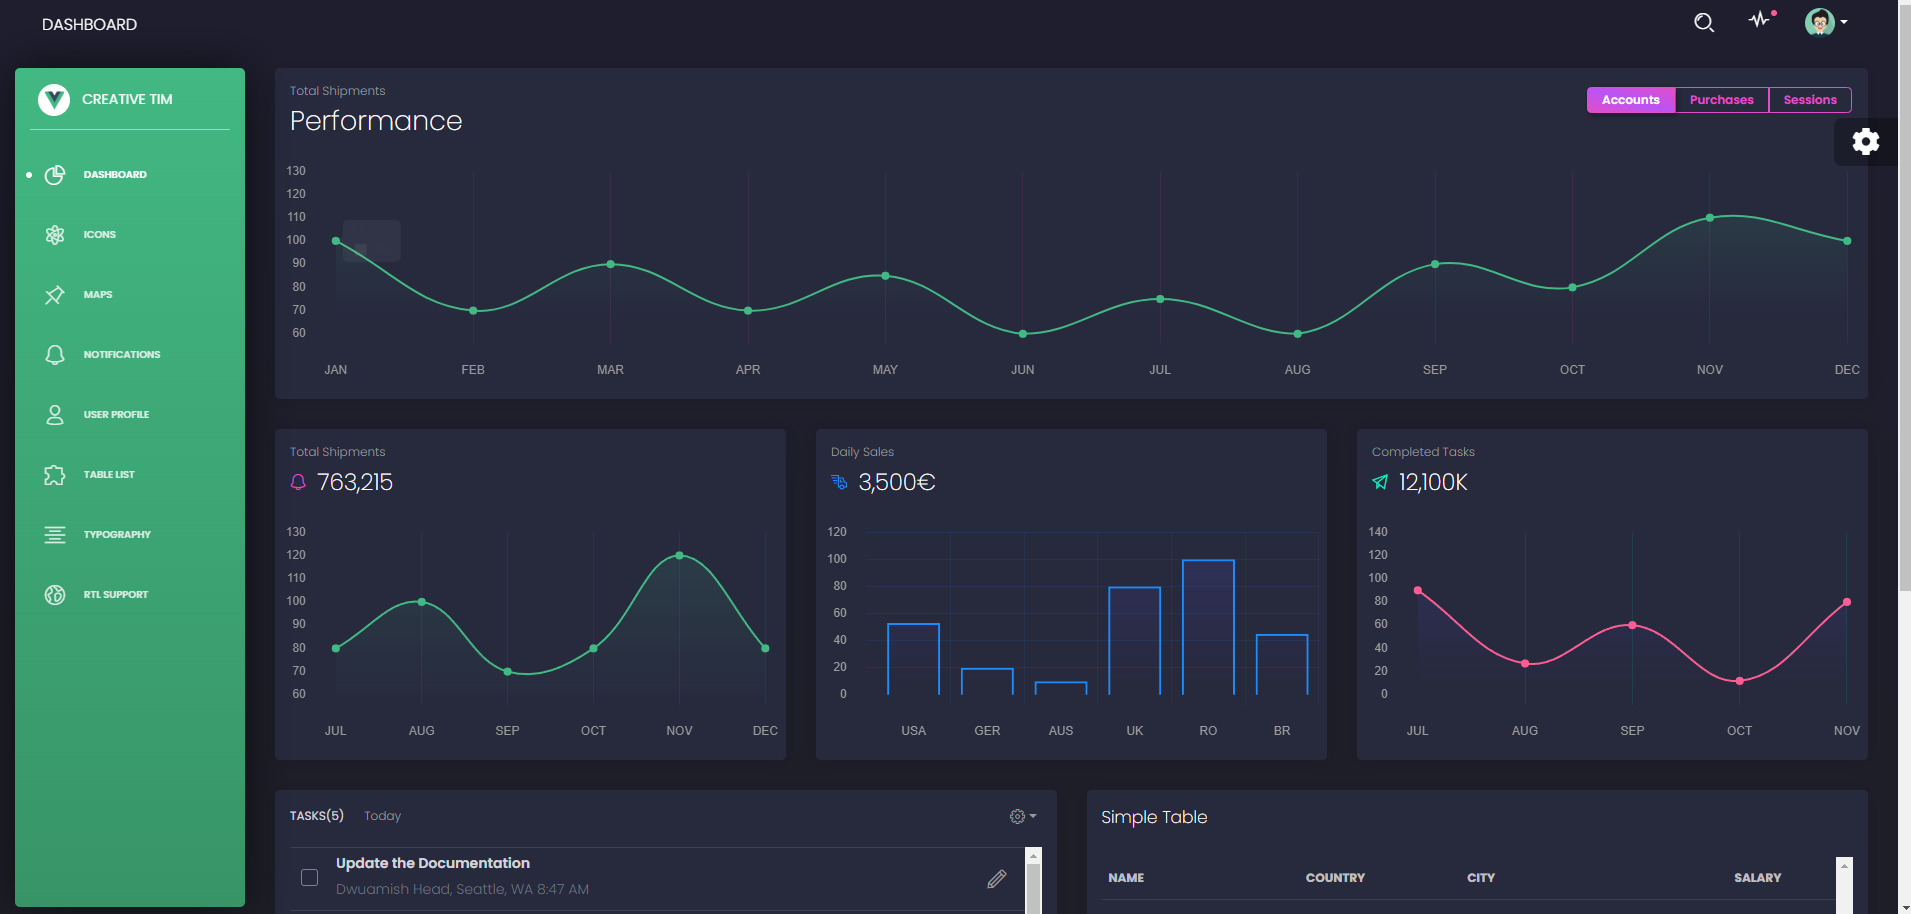 DASHBOARD
CREATIVE TIM
DASHBOARD
ICONS
MAPS
NOTIFICATIONS
USER PROFILE
TABLE LIST
TYPOGRAPHY
RTL SUPPORT
Total Shipments
Performance
Accounts Purchases Sessions
130
120
110
100
90
80
70
60
JAN FEB MAR APR MAY JUN JUL AUG SEP OCT NOV DEC
Total Shipments
763,215
130
120
110
100
90
80
70
60
JUL AUG SEP OCT NOV DEC
Daily Sales
3,500€
120
100
80
60
40
20
0
USA GER AUS UK RO BR
Completed Tasks
12,100K
140
120
100
80
60
40
20
0
JUL AUG SEP OCT NOV
TASKS(5) Today
Update the Documentation
Dwuamish Head, Seattle, WA 8:47 AM
Simple Table
NAME COUNTRY CITY SALARY